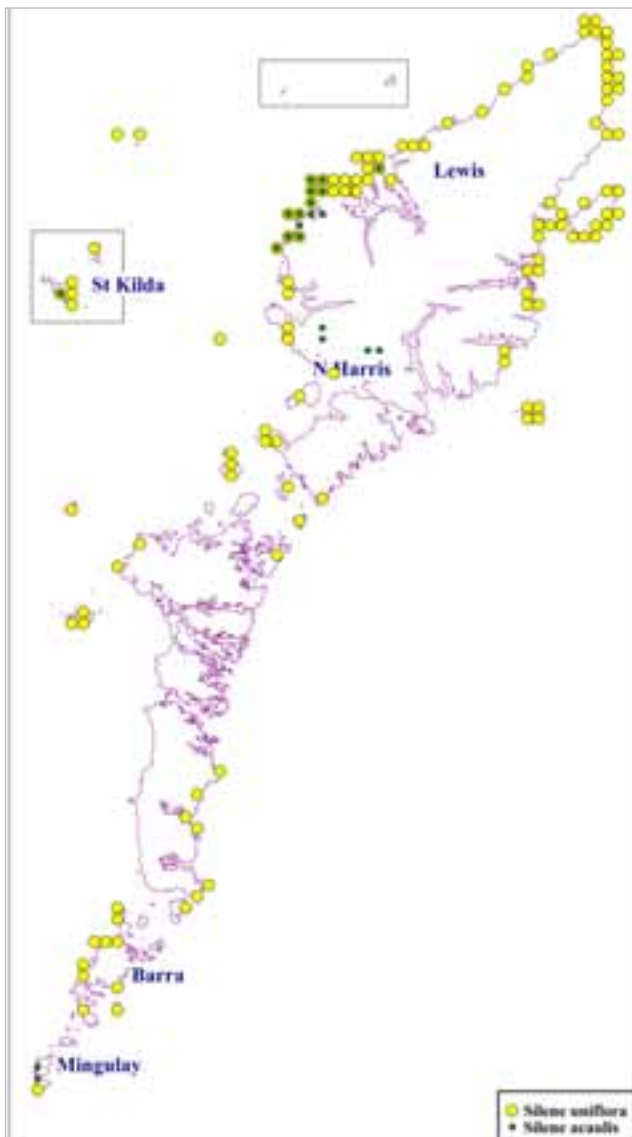 Lewis
St Kilda
N Harris
Barra
Mingulay
Silene uniflora
Silene acaulis